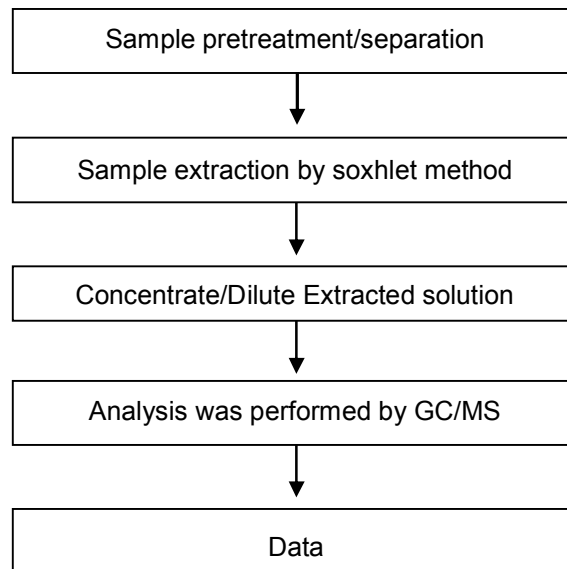 Sample pretreatment/separation
Sample extraction by soxhlet method
Concentrate/Dilute Extracted solution
Analysis was performed by GC/MS
Data